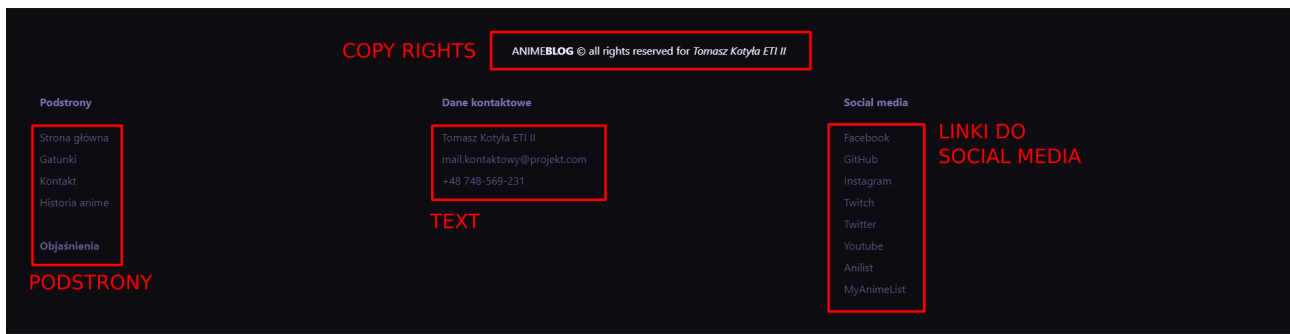 COPY RIGHTS
ANIMEBLOG © all rights reserved for Tomasz Kotyła ETI II
Podstrony
Strona główna
Gatunki
Kontakt
Historia anime
Objaśnienia
PODSTRONY
Dane kontaktowe
Tomasz Kotyła ETI II
mail.kontaktowy@projekt.com
+48 748-569-231
TEXT
Social media
Facebook
GitHub
Instagram
Twitch
Twitter
Youtube
Anilist
MyAnimeList
LINKI DO
SOCIAL MEDIA